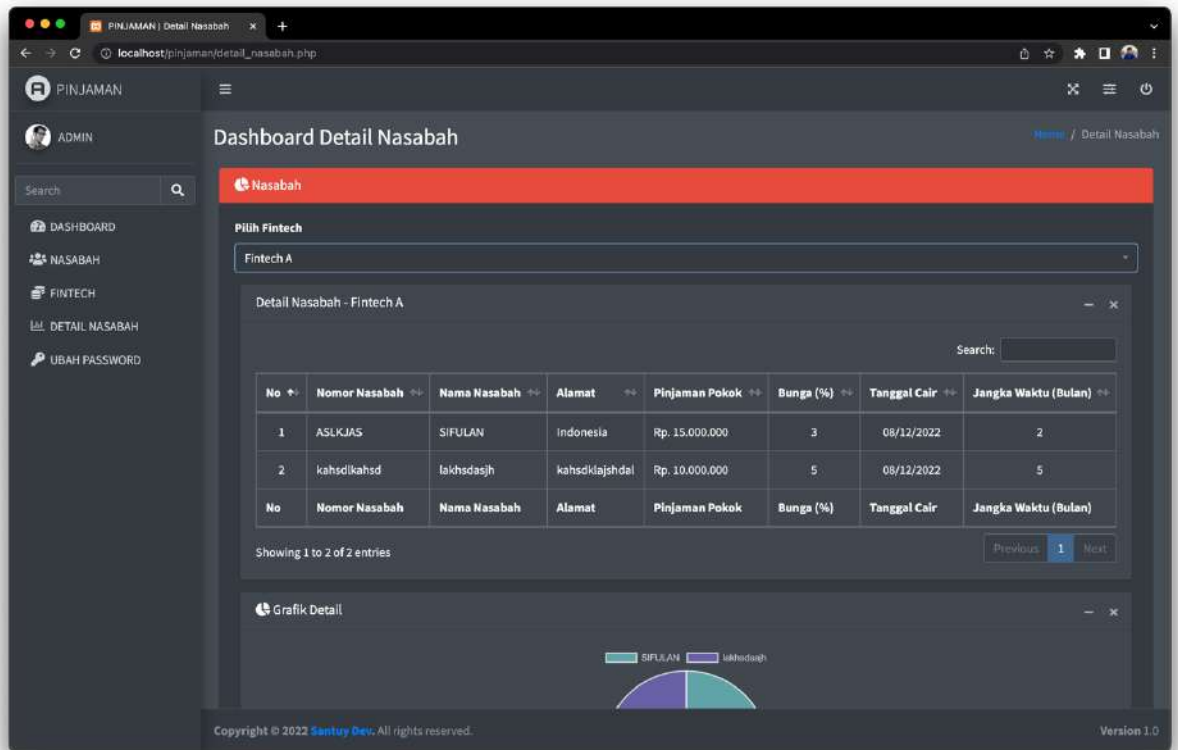 PINJAMAN | Detail Nasabah
localhost/pinjaman/detail_nasabah.php
PINJAMAN
ADMIN
Search
DASHBOARD
NASABAH
FINTECH
DETAIL NASABAH
UBAH PASSWORD
Dashboard Detail Nasabah
Home / Detail Nasabah
Nasabah
Pilih Fintech
Fintech A
Detail Nasabah - Fintech A
Search:
No Nomor Nasabah Nama Nasabah Alamat Pinjaman Pokok Bunga (%) Tanggal Cair Jangka Waktu (Bulan)
1 ASLKJAS SIFULAN Indonesia Rp. 15.000.000 3 08/12/2022 2
2 kahsdlkahsd lakhsdasjh kahsdklajshdal Rp. 10.000.000 5 08/12/2022 5
No Nomor Nasabah Nama Nasabah Alamat Pinjaman Pokok Bunga (%) Tanggal Cair Jangka Waktu (Bulan)
Showing 1 to 2 of 2 entries
Previous 1 Next
Grafik Detail
SIFULAN lakhsdasjh
Copyright © 2022 Santuy Dev. All rights reserved.
Version 1.0